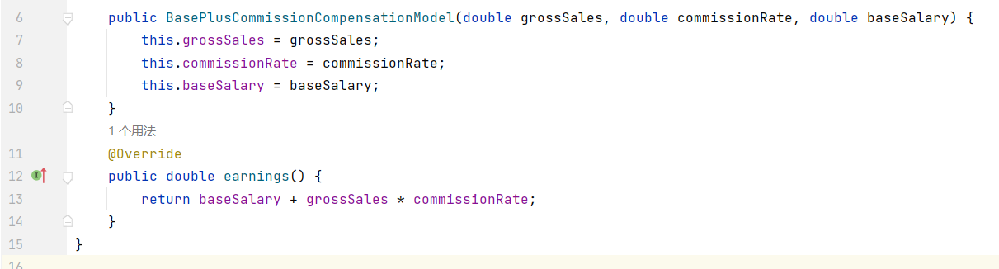 6 public BasePlusCommissionCompensationModel(double grossSales, double commissionRate, double baseSalary) {
7 this.grossSales = grossSales;
8 this.commissionRate = commissionRate;
9 this.baseSalary = baseSalary;
10 }
1 个用法
11 @Override
12 public double earnings() {
13 return baseSalary + grossSales * commissionRate;
14 }
15 }
16